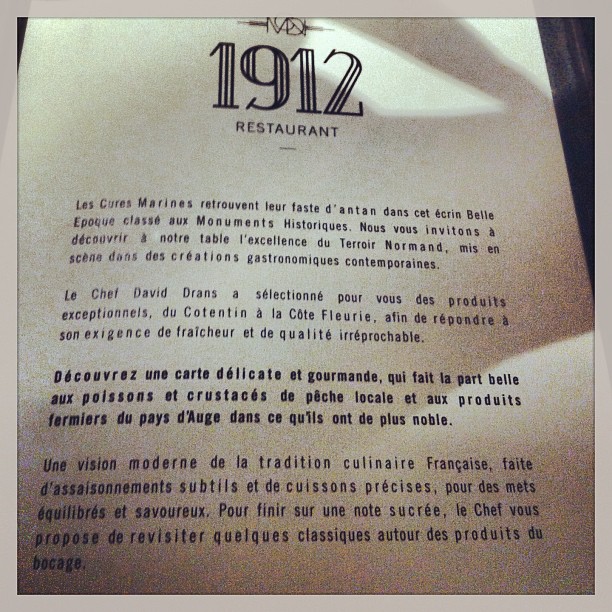 1912
RESTAURANT
Les Cures Marines retrouvent leur faste d'antan dans cet écrin Belle
Epoque classé aux Monuments Historiques. Nous vous invitons à
découvrir à notre table l'excellence du Terroir Normand, mis en
scène dans des créations gastronomiques contemporaines.
Le Chef David Drans a sélectionné pour vous des produits
exceptionnels, du Cotentin à la Côte Fleurie, afin de répondre à
son exigence de fraîcheur et de qualité irréprochable.
Découvrez une carte délicate et gourmande, qui fait la part belle
aux poissons et crustacés de pêche locale et aux produits
fermiers du pays d'Auge dans ce qu'ils ont de plus noble.
Une vision moderne de la tradition culinaire Française, faite
d'assaisonnements subtils et de cuissons précises, pour des mets
équilibrés et savoureux. Pour finir sur une note sucrée, le Chef vous
propose de revisiter quelques classiques autour des produits du
bocage.